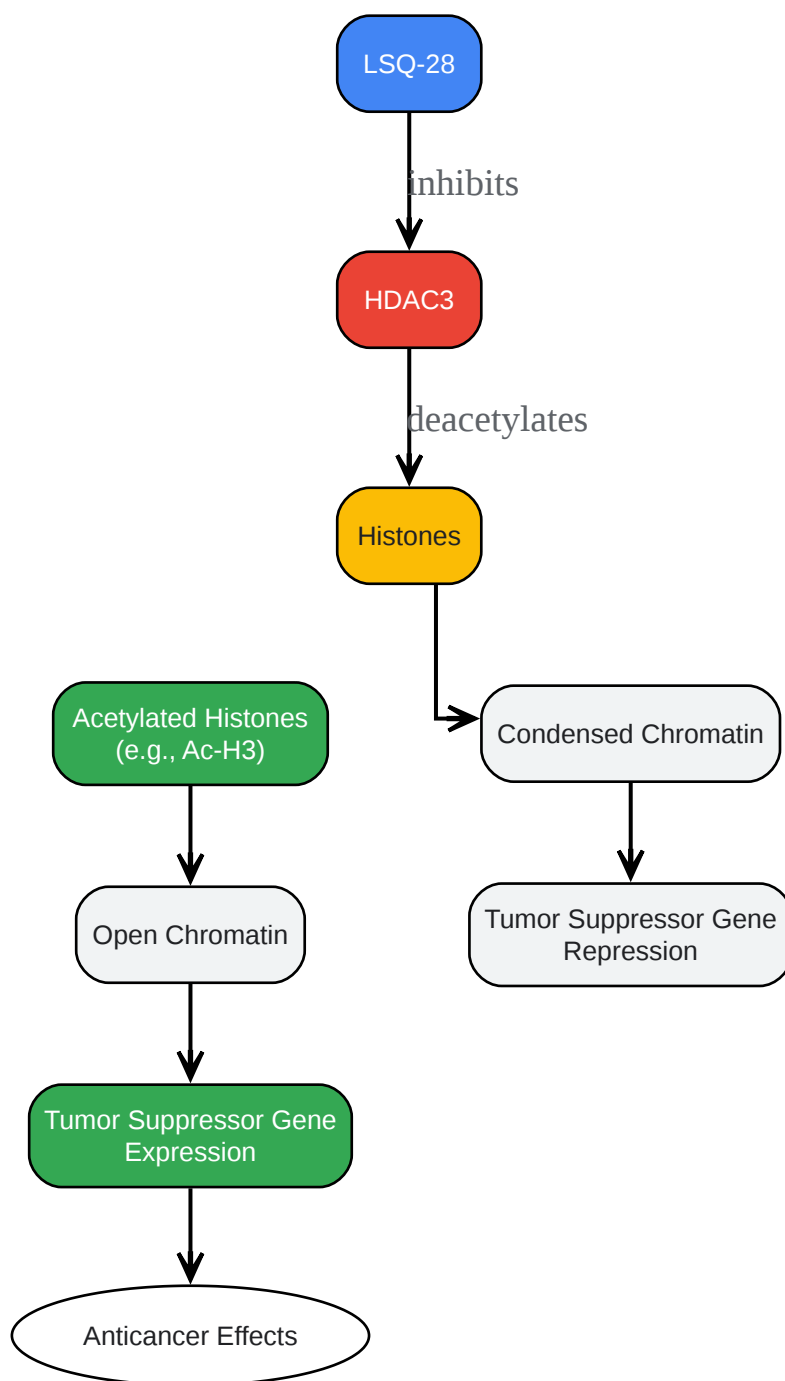 LSQ-28
inhibits
HDAC3
deacetylates
Histones
Acetylated Histones
(e.g., Ac-H3)
Condensed Chromatin
Open Chromatin
Tumor Suppressor Gene
Repression
Tumor Suppressor Gene
Expression
Anticancer Effects